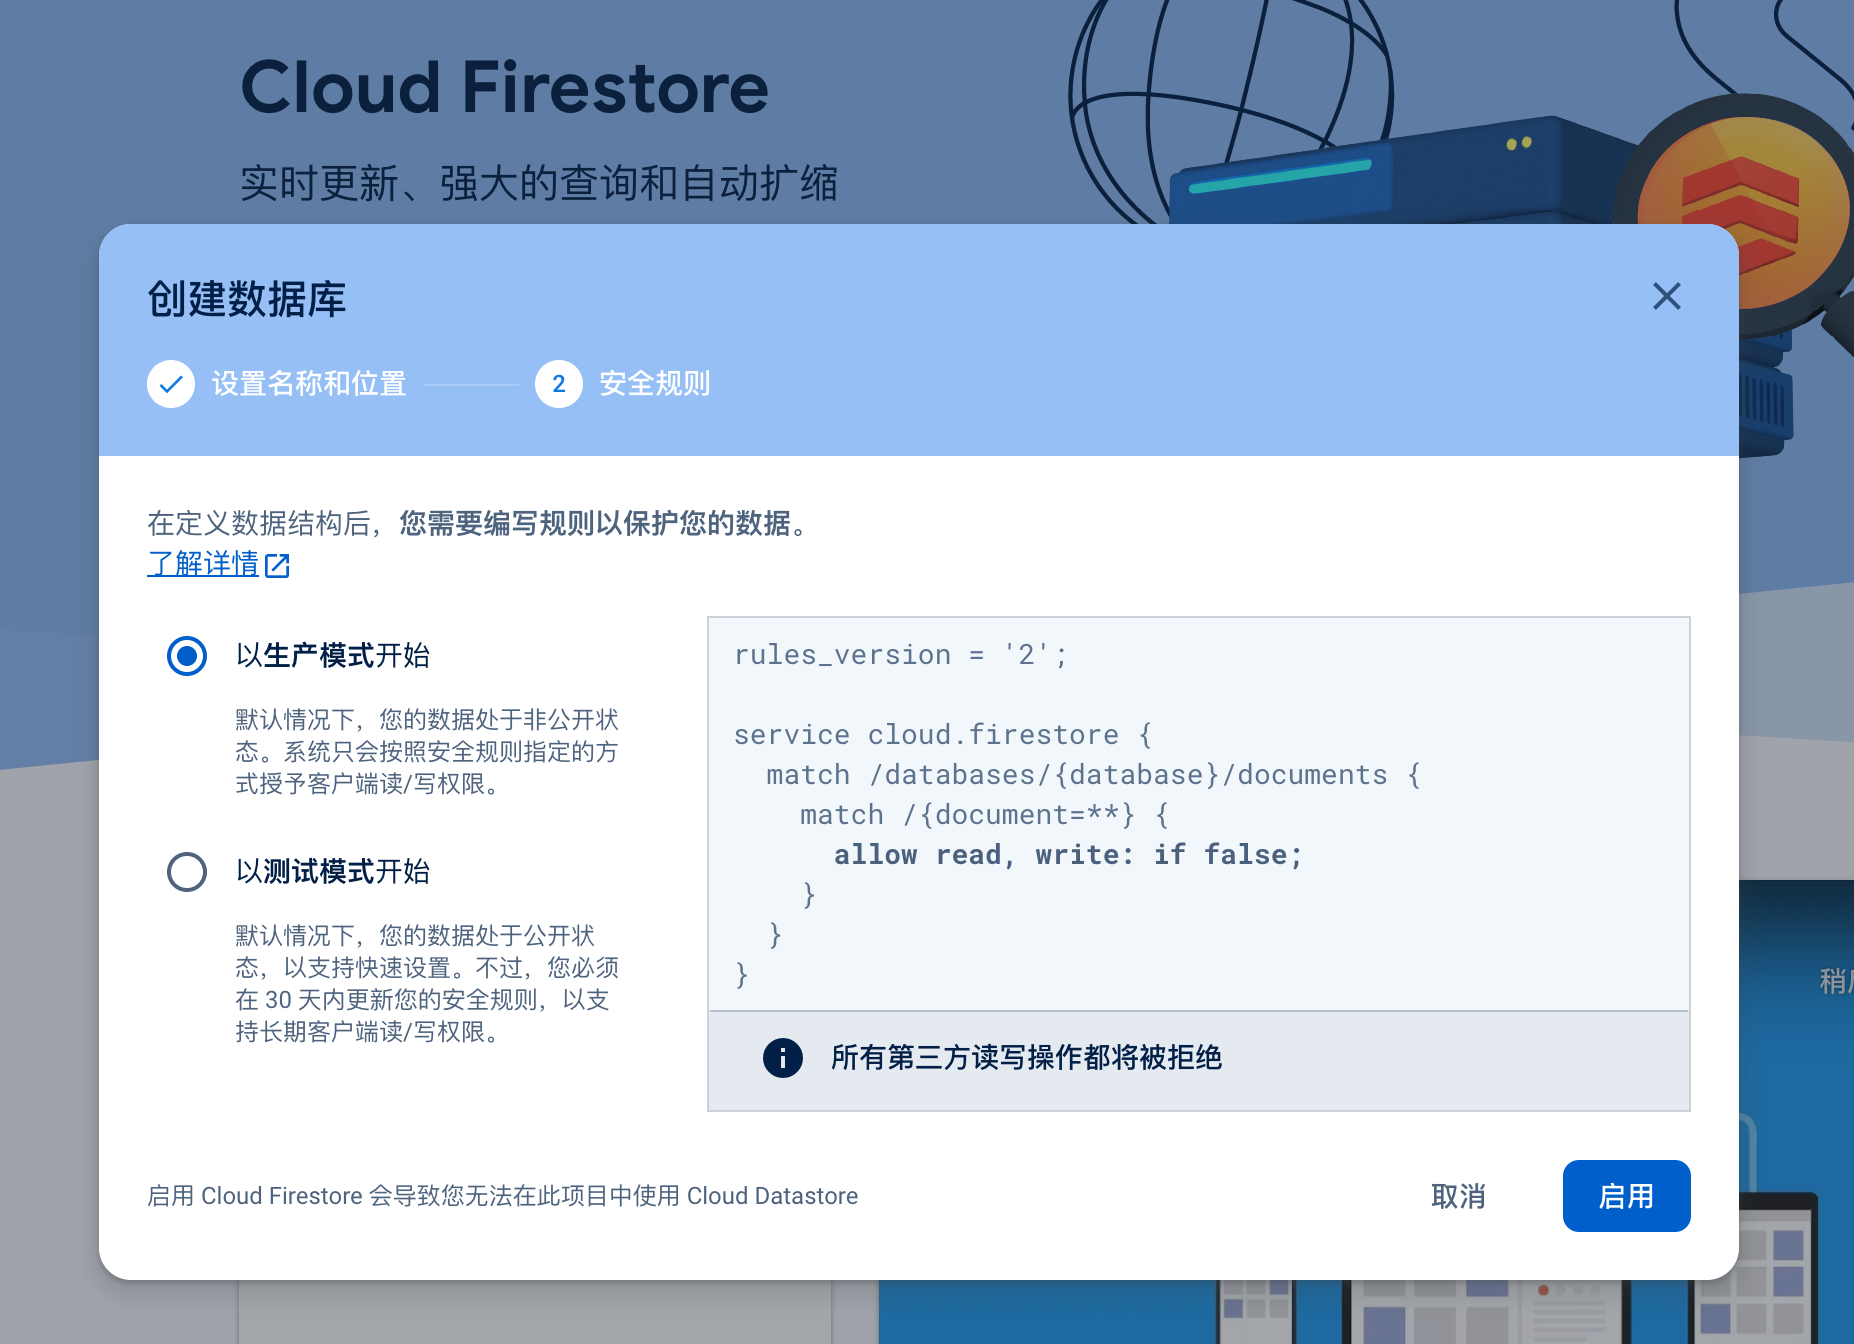 Cloud Firestore
实时更新、强大的查询和自动扩缩
创建数据库
设置名称和位置
2 安全规则
在定义数据结构后，您需要编写规则以保护您的数据。
了解详情
以生产模式开始
默认情况下，您的数据处于非公开状
态。系统只会按照安全规则指定的方
式授予客户端读/写权限。
以测试模式开始
默认情况下，您的数据处于公开状
态，以支持快速设置。不过，您必须
在 30 天内更新您的安全规则，以支
持长期客户端读/写权限。
rules_version = '2';
service cloud.firestore {
match /databases/{database}/documents {
match /{document=**} {
allow read, write: if false;
}
}
}
所有第三方读写操作都将被拒绝
启用 Cloud Firestore 会导致您无法在此项目中使用 Cloud Datastore
取消
启用